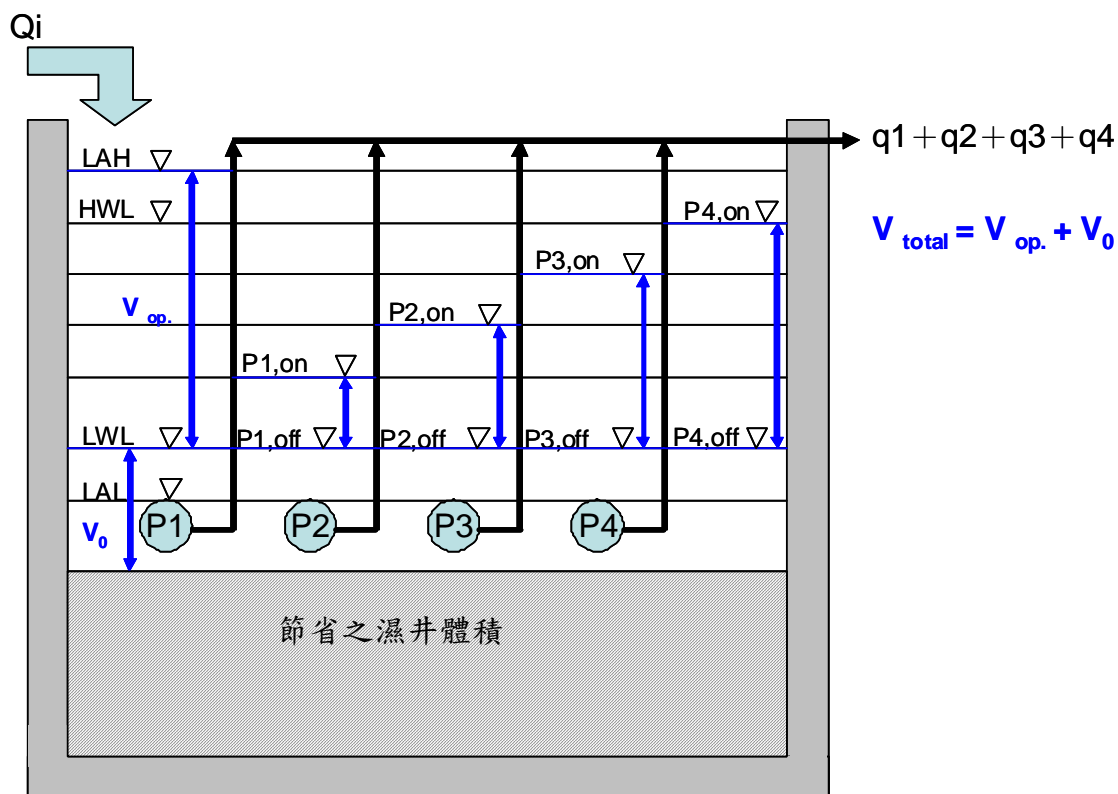 Qi
q1＋q2＋q3＋q4
LAH
HWL
P4,on
V total = V op. + V0
P3,on
V op.
P2,on
P1,on
LWL
P1,off
P2,off
P3,off
P4,off
LAL
P1
P2
P3
P4
V0
節省之濕井體積